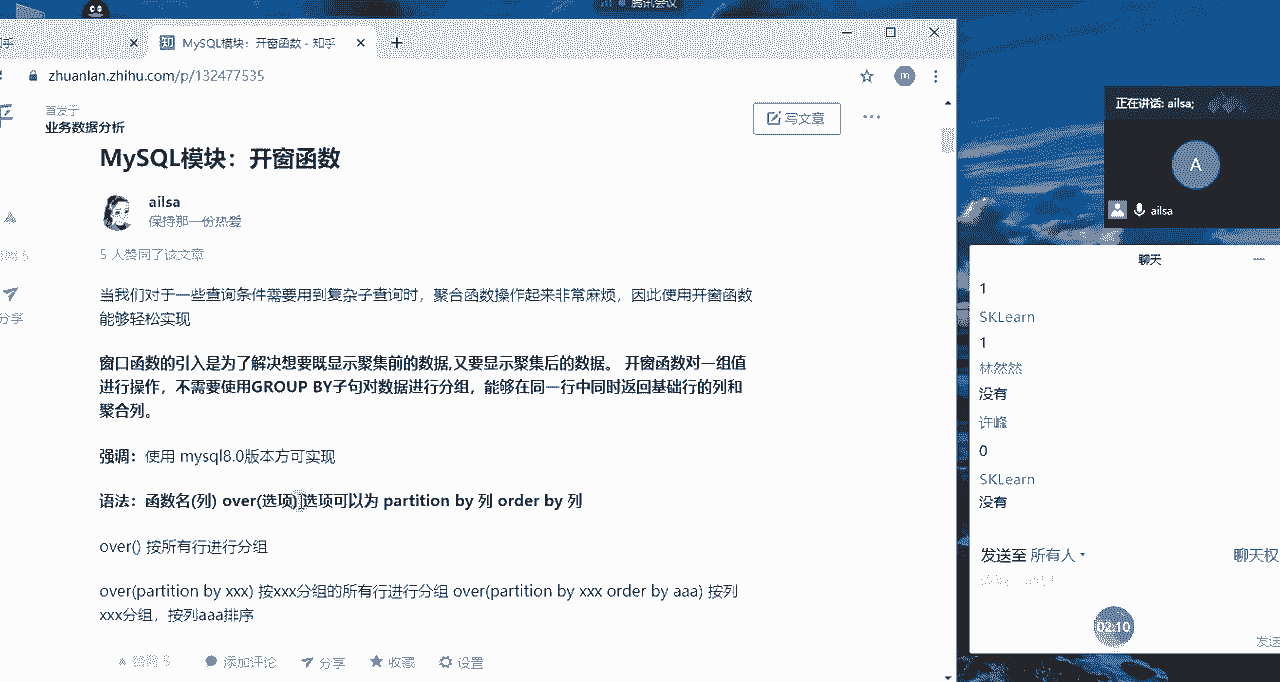 腾讯会议
乎
MySQL模块：开窗函数 - 知乎
zhuanlan.zhihu.com/p/132477535
m
首发于
业务数据分析
写文章
MySQL模块：开窗函数
ailsa
保持那一份热爱
5 人赞同了该文章
当我们对于一些查询条件需要用到复杂子查询时，聚合函数操作起来非常麻烦，因此使用开窗函数
能够轻松实现
窗口函数的引入是为了解决想要既显示聚集前的数据,又要显示聚集后的数据。 开窗函数对一组值
进行操作，不需要使用GROUP BY子句对数据进行分组，能够在同一行中同时返回基础行的列和
聚合列。
强调：使用 mysql8.0版本方可实现
语法：函数名(列) over(选项) 选项可以为 partition by 列 order by 列
over() 按所有行进行分组
over(partition by xxx) 按xxx分组的所有行进行分组 over(partition by xxx order by aaa) 按列
xxx分组，按列aaa排序
赞同 5
添加评论
分享
收藏
设置
分享
正在讲话: ailsa;
A
ailsa
聊天
1
SKLearn
1
林然然
没有
许峰
0
SKLearn
没有
发送至 所有人
聊天权
02:10
发送